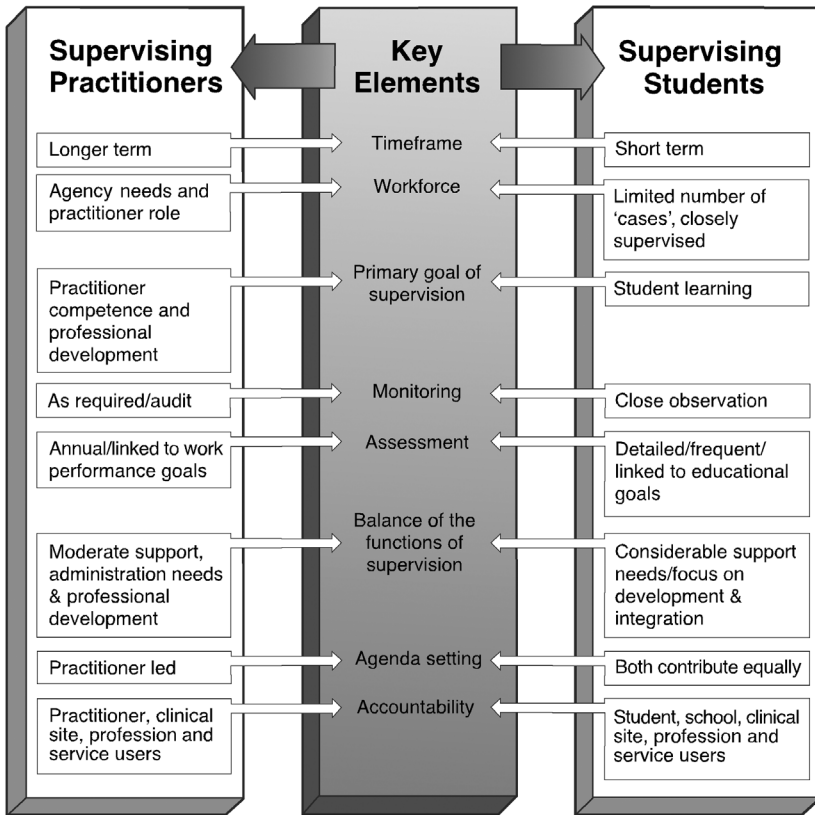 Supervising
Practitioners
Key
Elements
Supervising
Students
Longer term
Timeframe
Short term
Agency needs and
practitioner role
Workforce
Limited number of
‘cases’, closely
supervised
Practitioner
competence and
professional
development
Primary goal of
supervision
Student learning
As required/audit
Monitoring
Close observation
Annual/linked to work
performance goals
Assessment
Detailed/frequent/
linked to educational
goals
Moderate support,
administration needs
& professional
development
Balance of the
functions of
supervision
Considerable support
needs/focus on
development &
integration
Practitioner led
Agenda setting
Both contribute equally
Practitioner, clinical
site, profession and
service users
Accountability
Student, school, clinical
site, profession and
service users